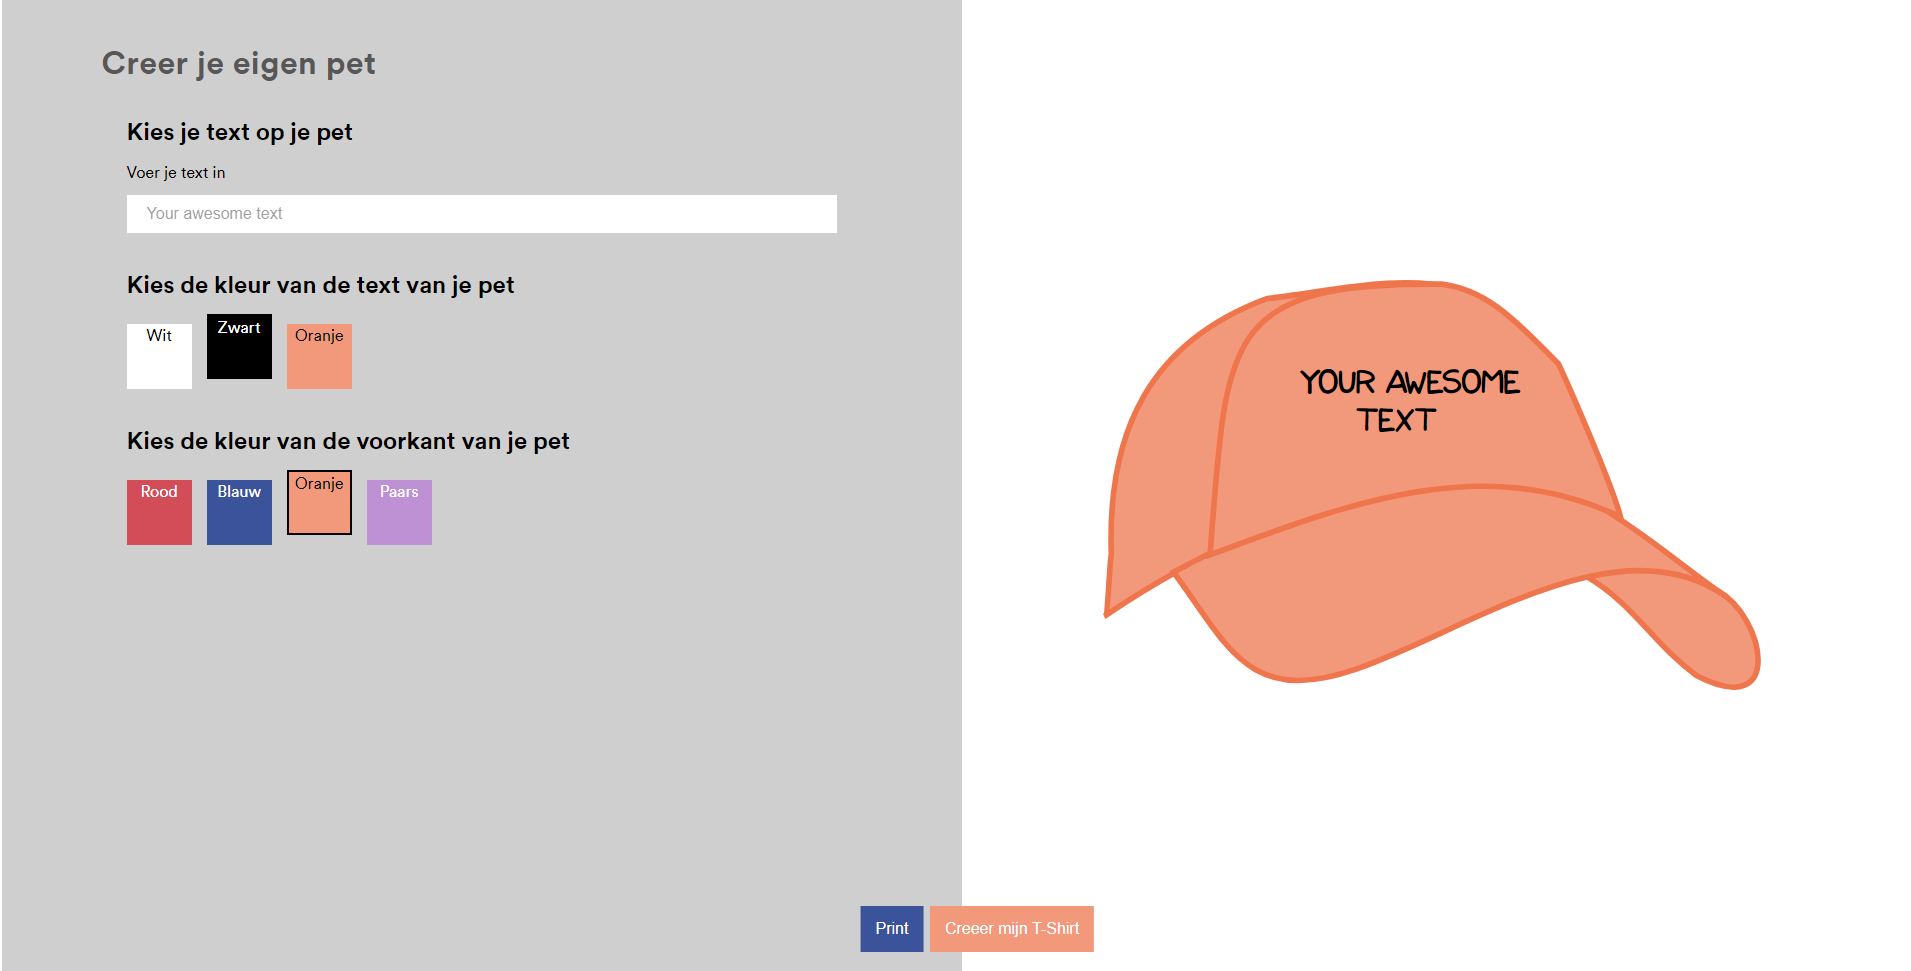 Creer je eigen pet
Kies je text op je pet
Voer je text in
Your awesome text
Kies de kleur van de text van je pet
Wit Zwart Oranje
Kies de kleur van de voorkant van je pet
Rood Blauw Oranje Paars
YOUR AWESOME
TEXT
Print Creeer mijn T-Shirt